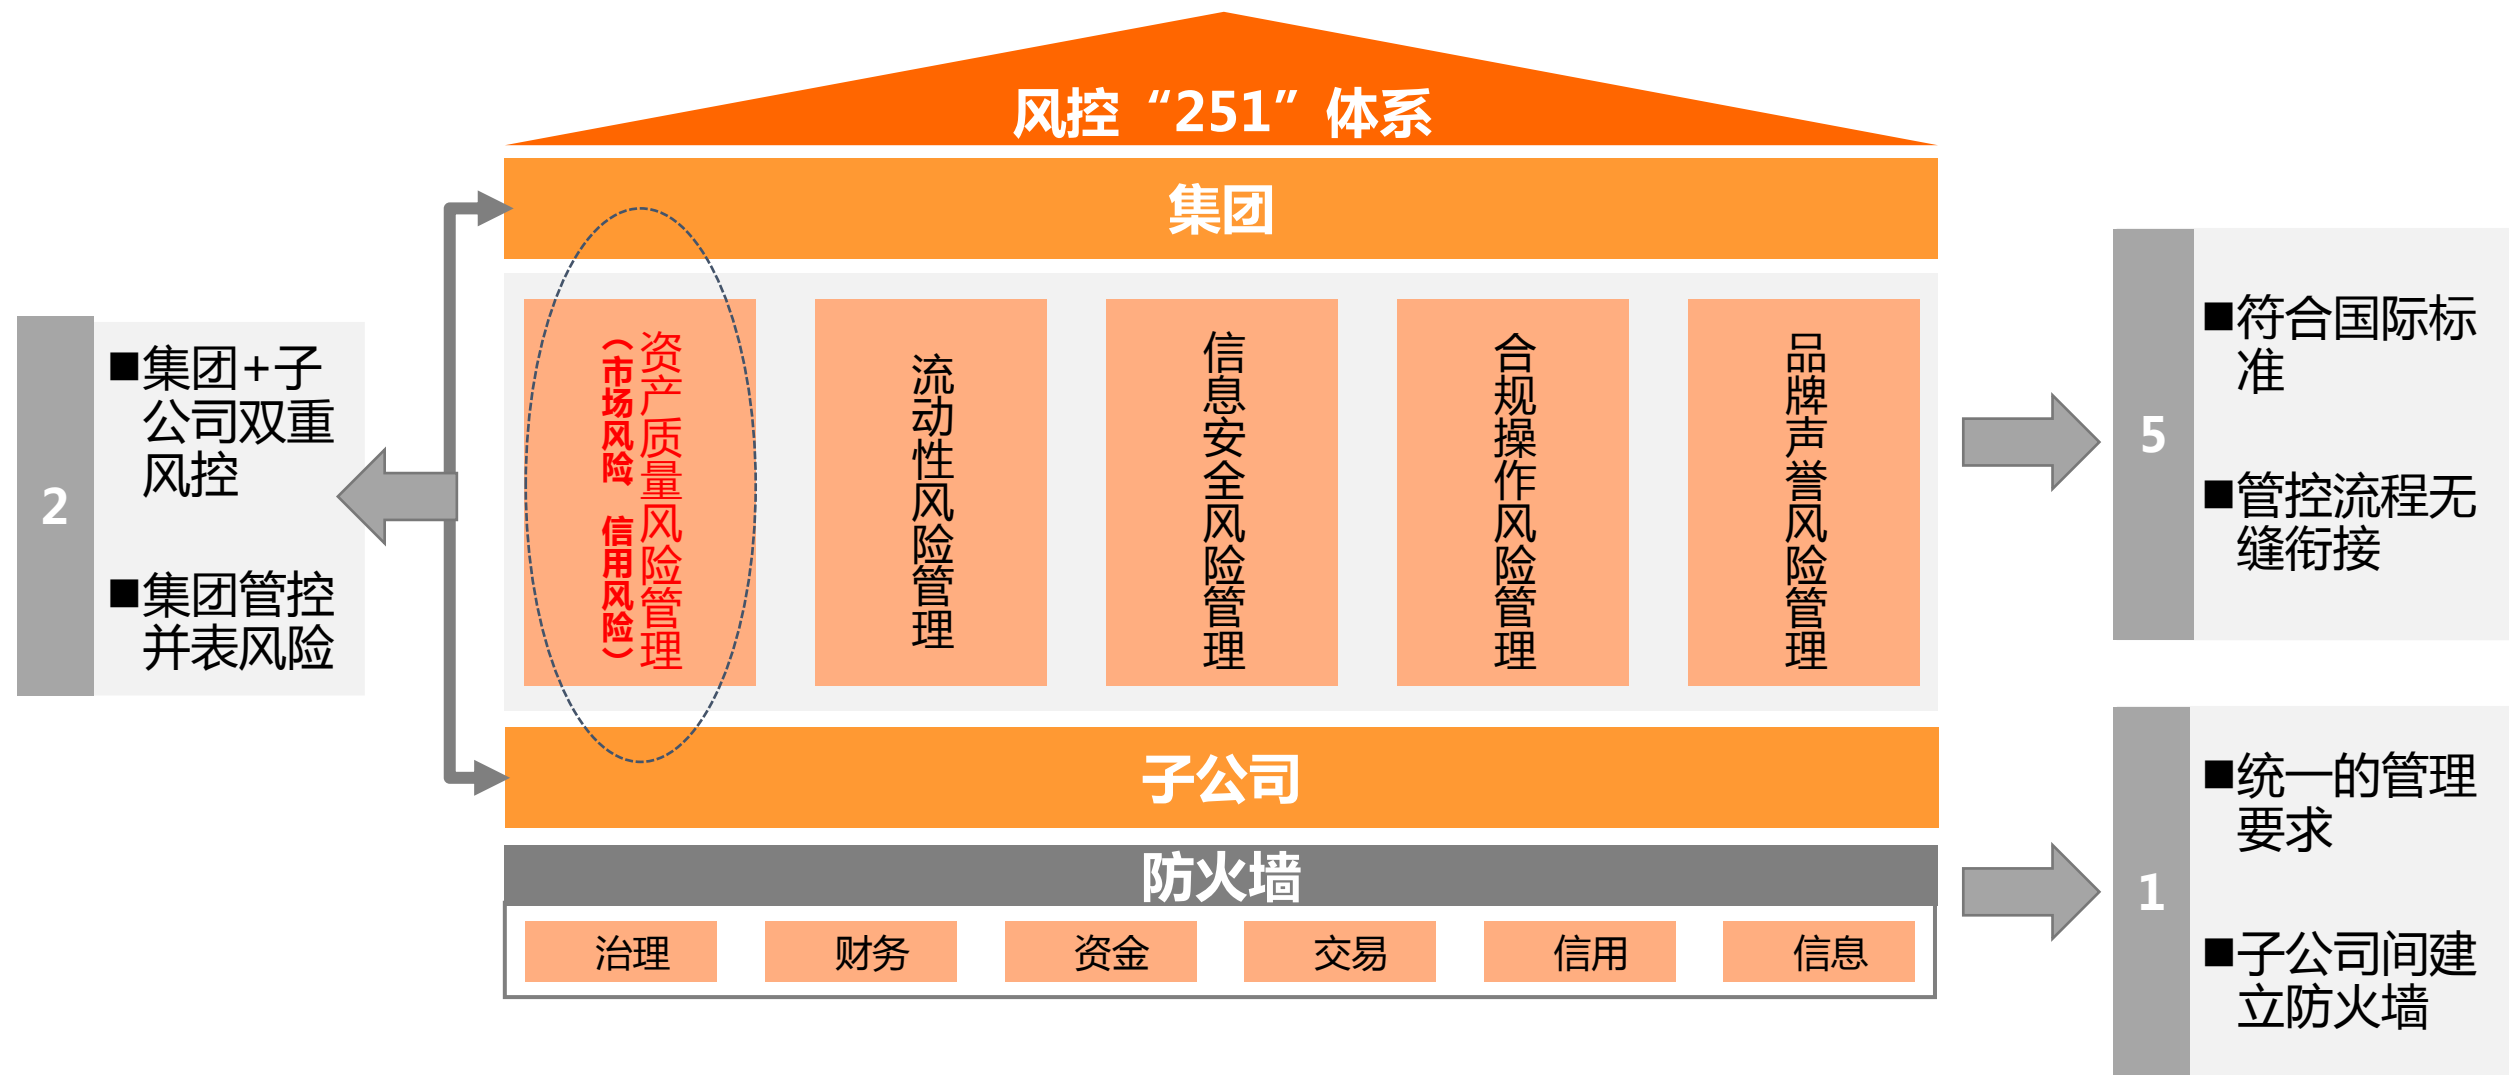 风控“251”体系
集团
2
■集团+子
公司双重
风控
■集团管控
并表风险
资产质量风险管理
（市场风险 信用风险）
流动性风险管理
信息安全风险管理
合规操作风险管理
品牌声誉风险管理
5
■符合国际标
准
■管控流程无
缝衔接
子公司
防火墙
治理
财务
资金
交易
信用
信息
1
■统一的管理
要求
■子公司间建
立防火墙